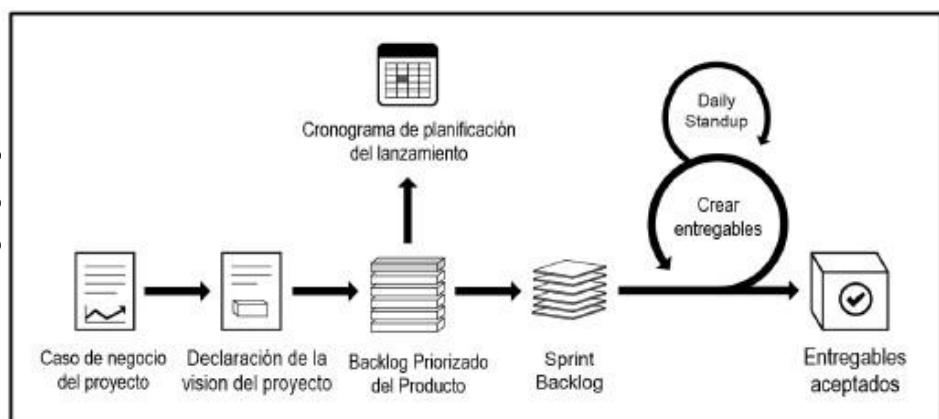 Cronograma de planificación
del lanzamiento
Daily
Standup
Crear
entregables
Caso de negocio
del proyecto
Declaración de la
vision del proyecto
Backlog Priorizado
del Producto
Sprint
Backlog
Entregables
aceptados